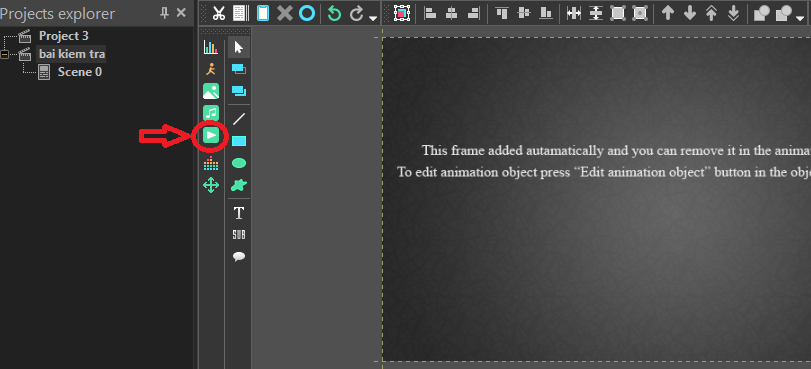 Projects explorer
Project 3
bai kiem tra
Scene 0
T
SUB
This frame added autamatically and you can remove it in the anima
To edit animation object press “Edit animation object” button in the obje